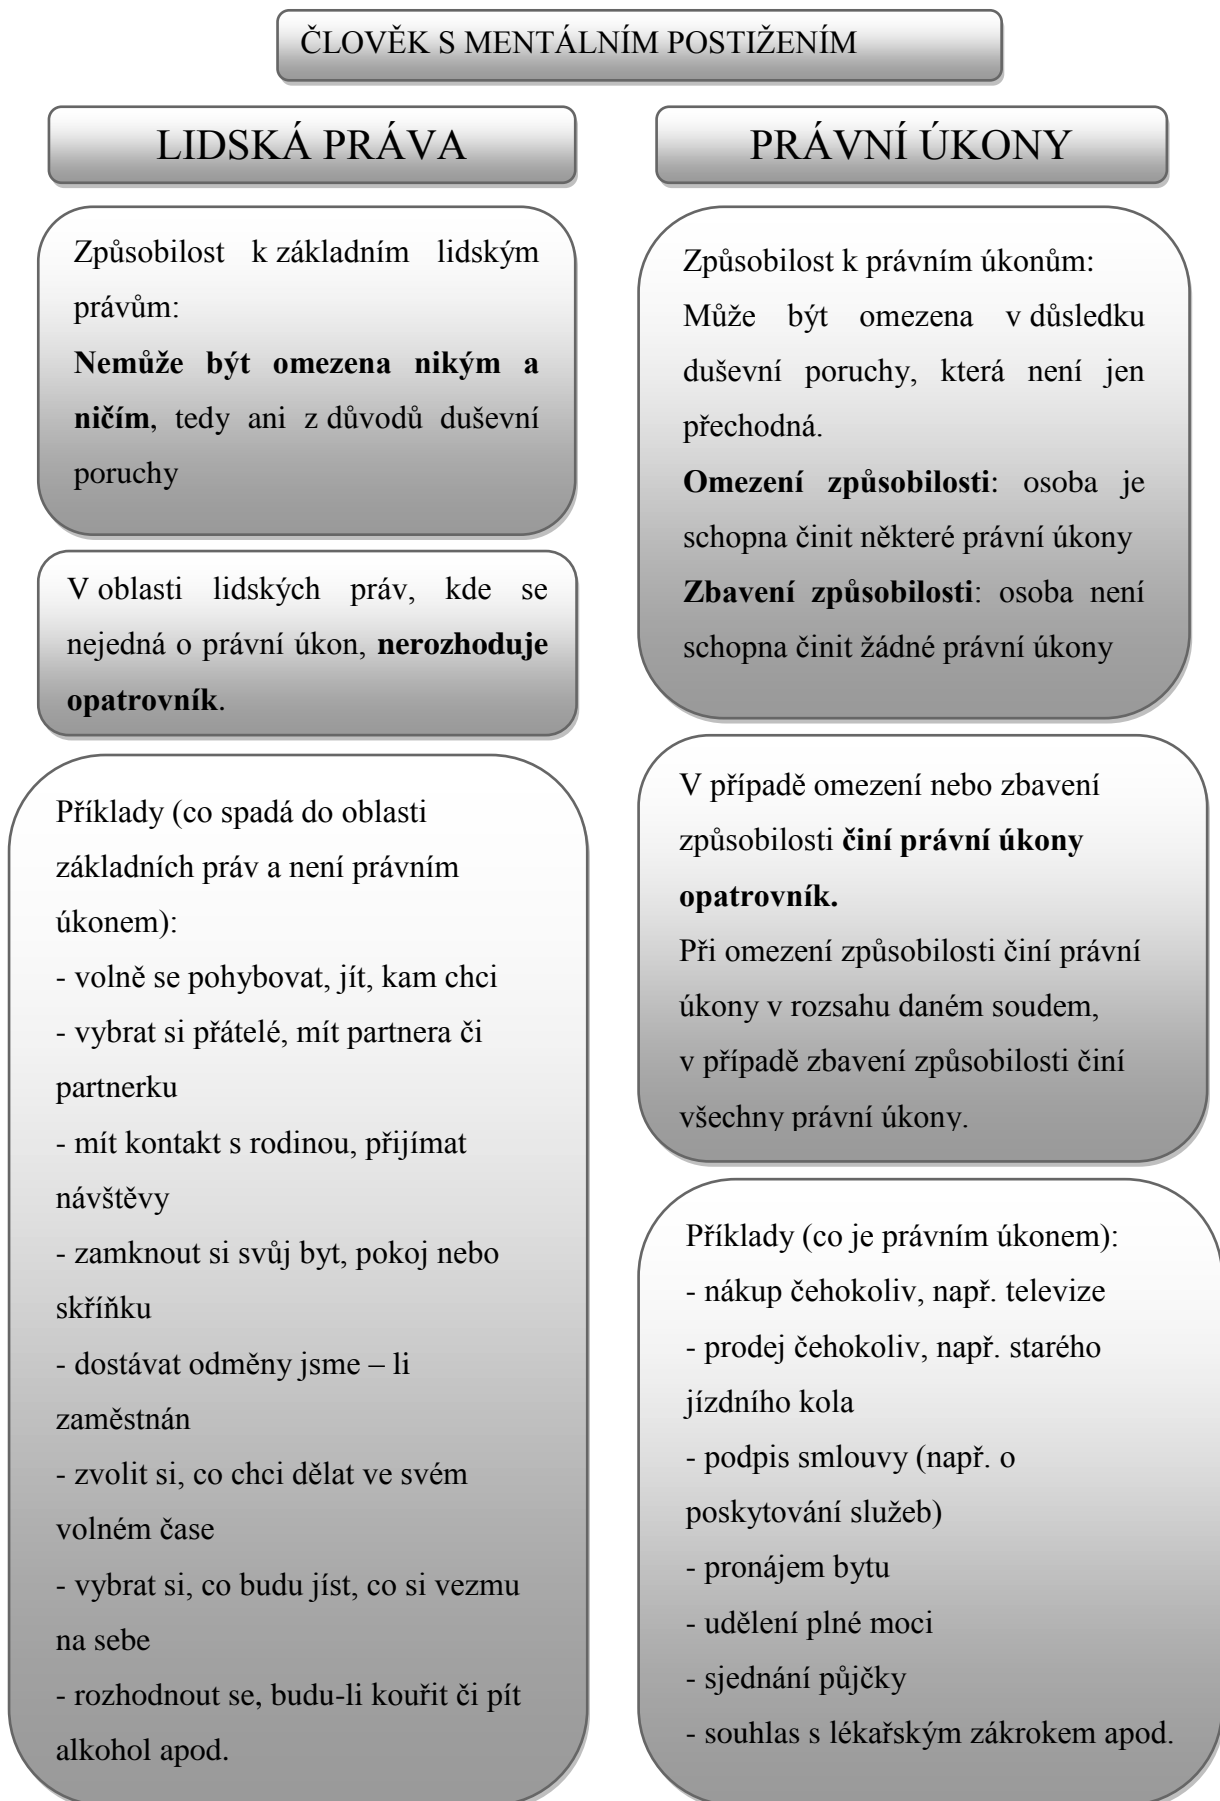 ČLOVĚK S MENTÁLNÍM POSTIŽENÍM
LIDSKÁ PRÁVA
Způsobilost k základním lidským
právům:
Nemůže být omezena nikým a
ničím, tedy ani z důvodů duševní
poruchy
V oblasti lidských práv, kde se
nejedná o právní úkon, nerozhoduje
opatrovník.
Příklady (co spadá do oblasti
základních práv a není právním
úkonem):
- volně se pohybovat, jít, kam chci
- vybrat si přátelé, mít partnera či
partnerku
- mít kontakt s rodinou, přijímat
návštěvy
- zamknout si svůj byt, pokoj nebo
skříňku
- dostávat odměny jsme – li
zaměstnán
- zvolit si, co chci dělat ve svém
volném čase
- vybrat si, co budu jíst, co si vezmu
na sebe
- rozhodnout se, budu-li kouřit či pít
alkohol apod.
PRÁVNÍ ÚKONY
Způsobilost k právním úkonům:
Může být omezena v důsledku
duševní poruchy, která není jen
přechodná.
Omezení způsobilosti: osoba je
schopna činit některé právní úkony
Zbavení způsobilosti: osoba není
schopna činit žádné právní úkony
V případě omezení nebo zbavení
způsobilosti činí právní úkony
opatrovník.
Při omezení způsobilosti činí právní
úkony v rozsahu daném soudem,
v případě zbavení způsobilosti činí
všechny právní úkony.
Příklady (co je právním úkonem):
- nákup čehokoliv, např. televize
- prodej čehokoliv, např. starého
jízdního kola
- podpis smlouvy (např. o
poskytování služeb)
- pronájem bytu
- udělení plné moci
- sjednání půjčky
- souhlas s lékařským zákrokem apod.